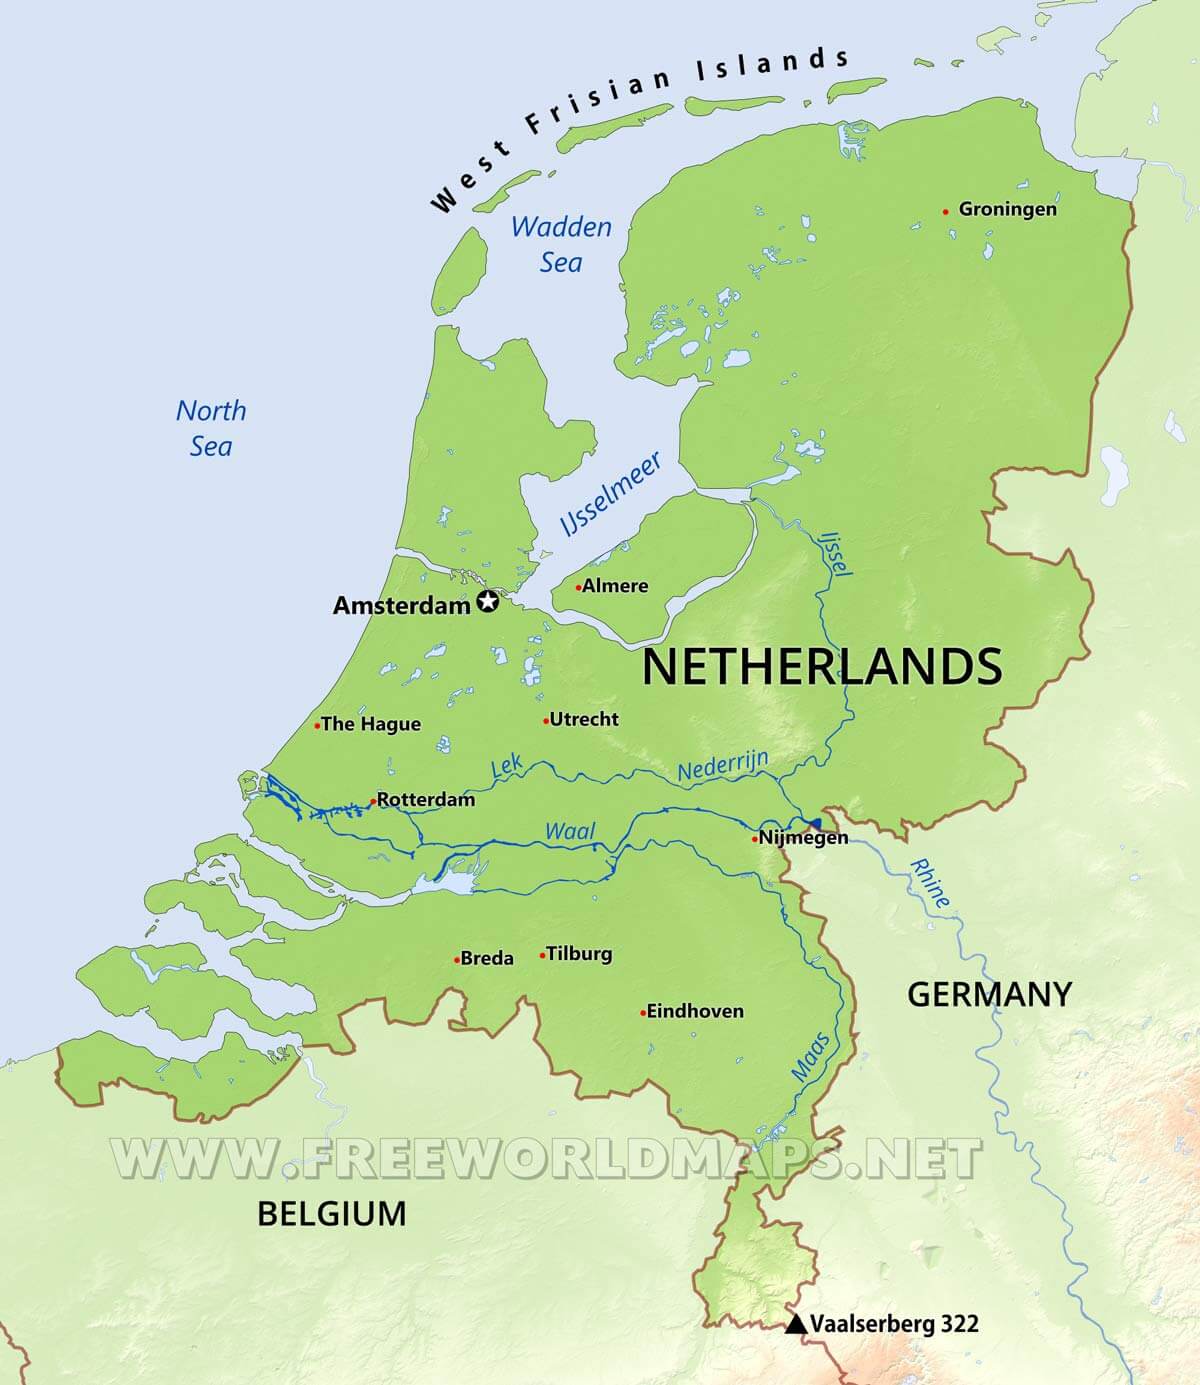 West Frisian Islands
Wadden
Sea
Groningen
North
Sea
IJsselmeer
Ijssel
Almere
Amsterdam
NETHERLANDS
The Hague
Utrecht
Lek
Nederrijn
Rotterdam
Waal
Nijmegen
Rhine
Breda
Tilburg
GERMANY
Eindhoven
Maas
WWW.FREEWORLDMAPS.NET
BELGIUM
Vaalserberg 322